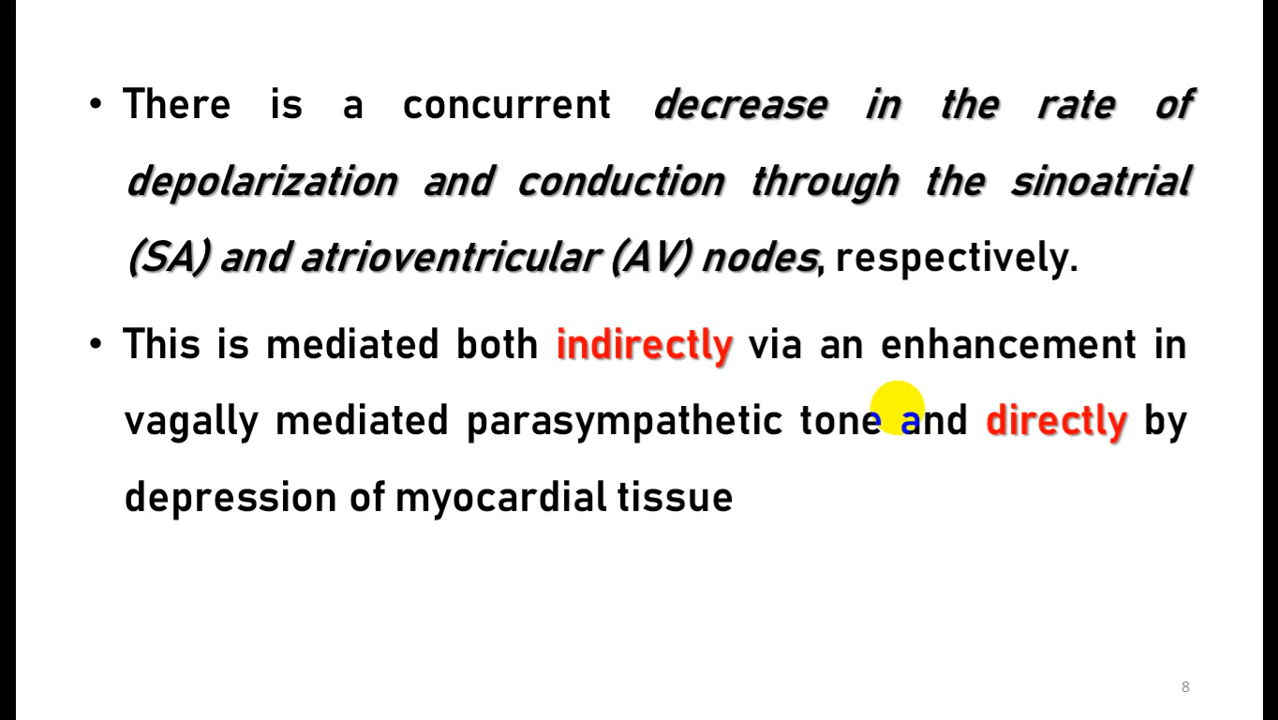 • There is a concurrent decrease in the rate of
depolarization and conduction through the sinoatrial
(SA) and atrioventricular (AV) nodes, respectively.
• This is mediated both indirectly via an enhancement in
vagally mediated parasympathetic tone and directly by
depression of myocardial tissue
8